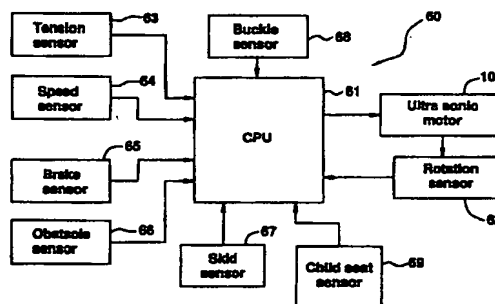 63
Tension
sensor
Buckle
sensor
68
60
64
Speed
sensor
61
10
CPU
Ultra sonic
motor
65
Brake
sensor
Rotation
sensor
Obstacle
sensor
66
67
Skid
sensor
Child seat
sensor
69